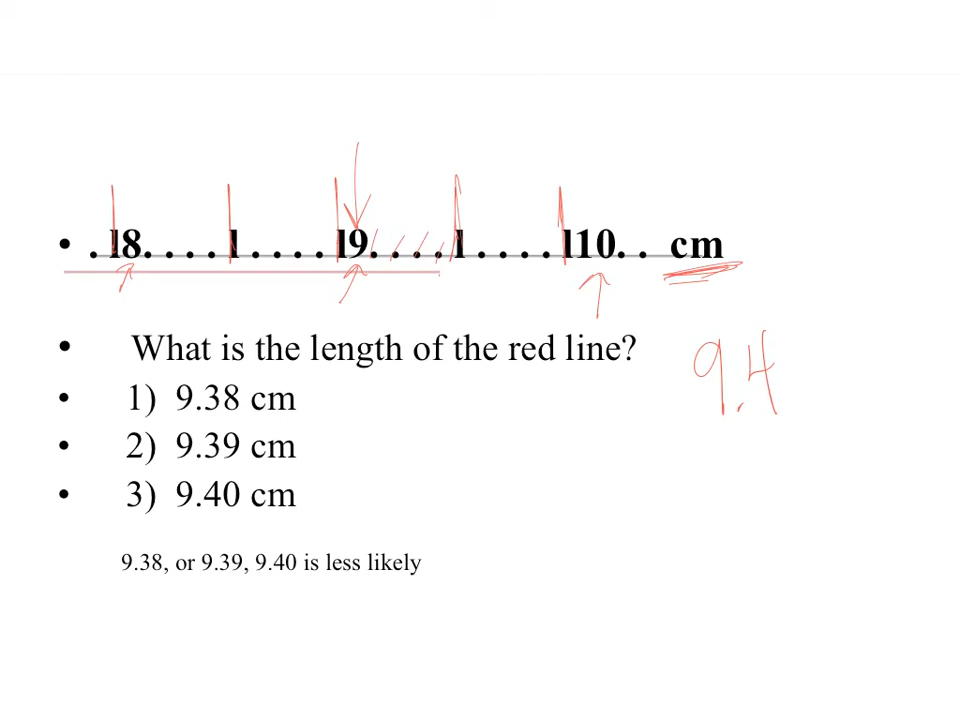 • . l8. . . . l . . . . l9. . . . l . . . . l10. . cm
• What is the length of the red line?
9.4
• 1) 9.38 cm
• 2) 9.39 cm
• 3) 9.40 cm
9.38, or 9.39, 9.40 is less likely